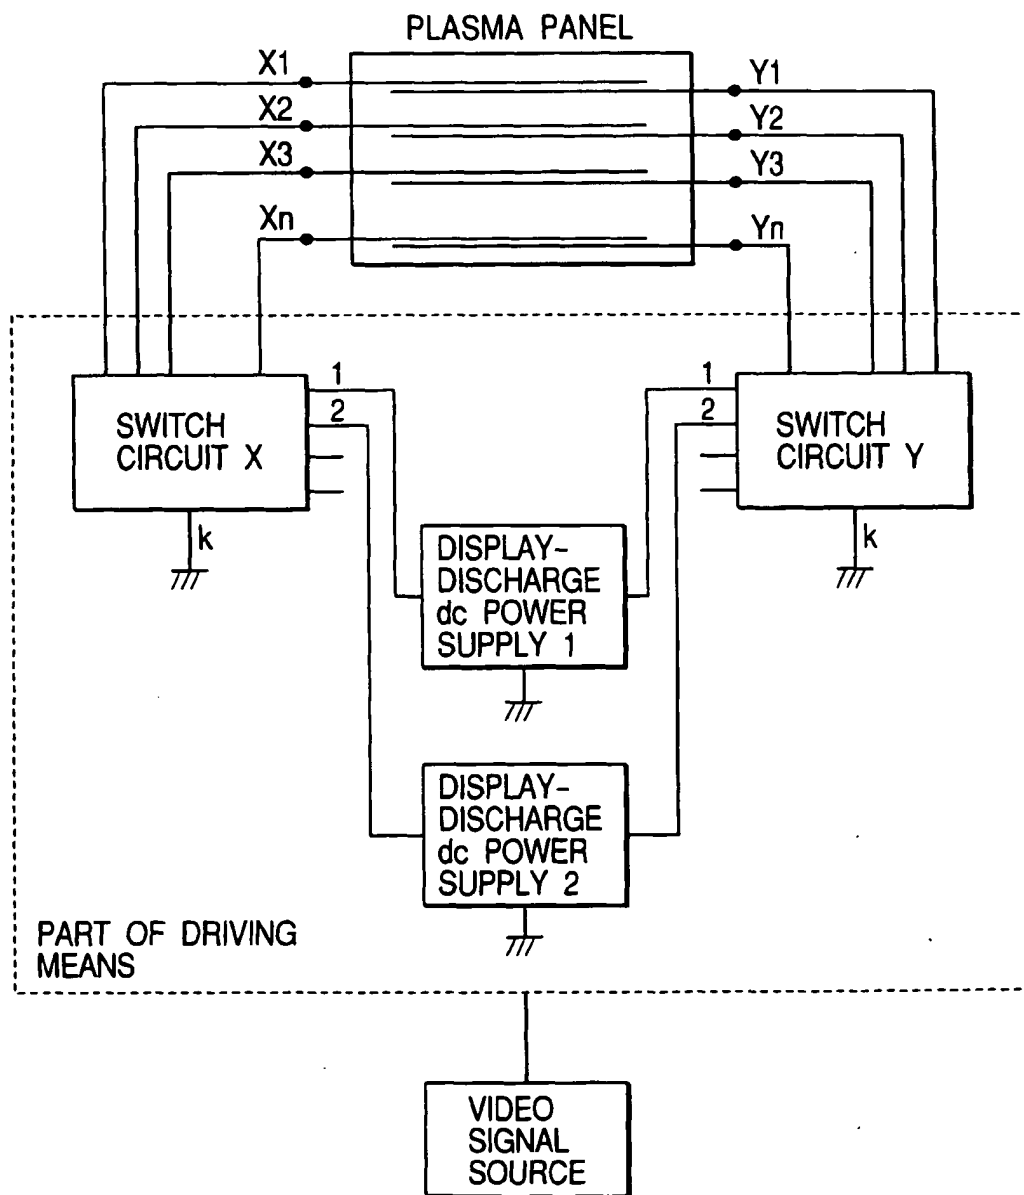 PLASMA PANEL
X1
Y1
X2
Y2
X3
Y3
Xn
Yn
SWITCH
CIRCUIT X
1
2
k
1
2
SWITCH
CIRCUIT Y
k
DISPLAY-
DISCHARGE
dc POWER
SUPPLY 1
DISPLAY-
DISCHARGE
dc POWER
SUPPLY 2
PART OF DRIVING
MEANS
VIDEO
SIGNAL
SOURCE